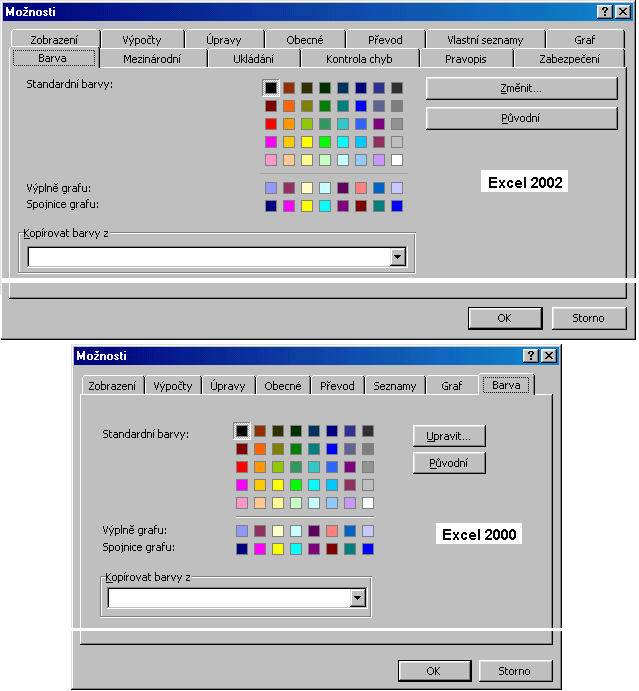 Možnosti
Zobrazení Výpočty Úpravy Obecné Převod Vlastní seznamy Graf
Barva Mezinárodní Ukládání Kontrola chyb Pravopis Zabezpečení
Standardní barvy:
Změnit...
Původní
Výplně grafu:
Excel 2002
Spojnice grafu:
Kopírovat barvy z
OK Storno
Možnosti
Zobrazení Výpočty Úpravy Obecné Převod Seznamy Graf Barva
Standardní barvy:
Upravit...
Původní
Výplně grafu:
Excel 2000
Spojnice grafu:
Kopírovat barvy z
OK Storno